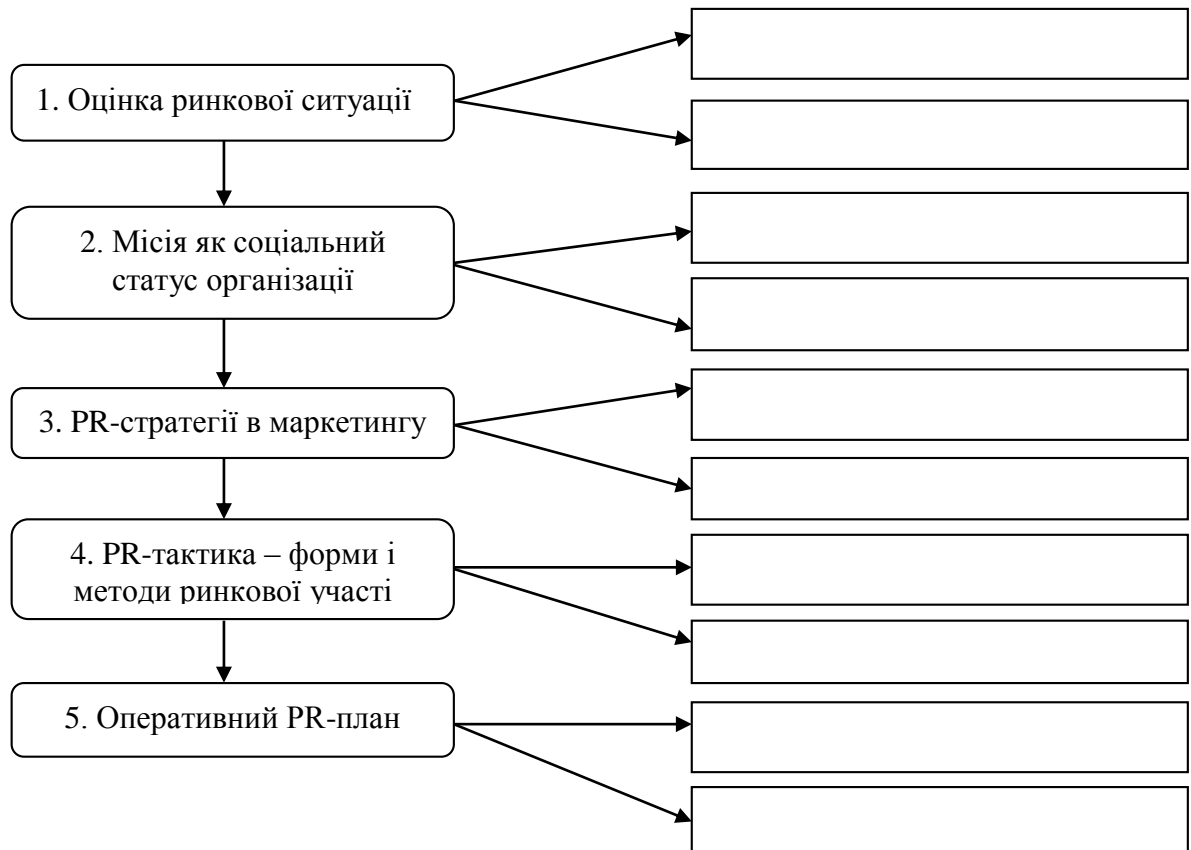 1. Оцінка ринкової ситуації
2. Місія як соціальний
статус організації
3. PR-стратегії в маркетингу
4. PR-тактика – форми і
методи ринкової участі
5. Оперативний PR-план